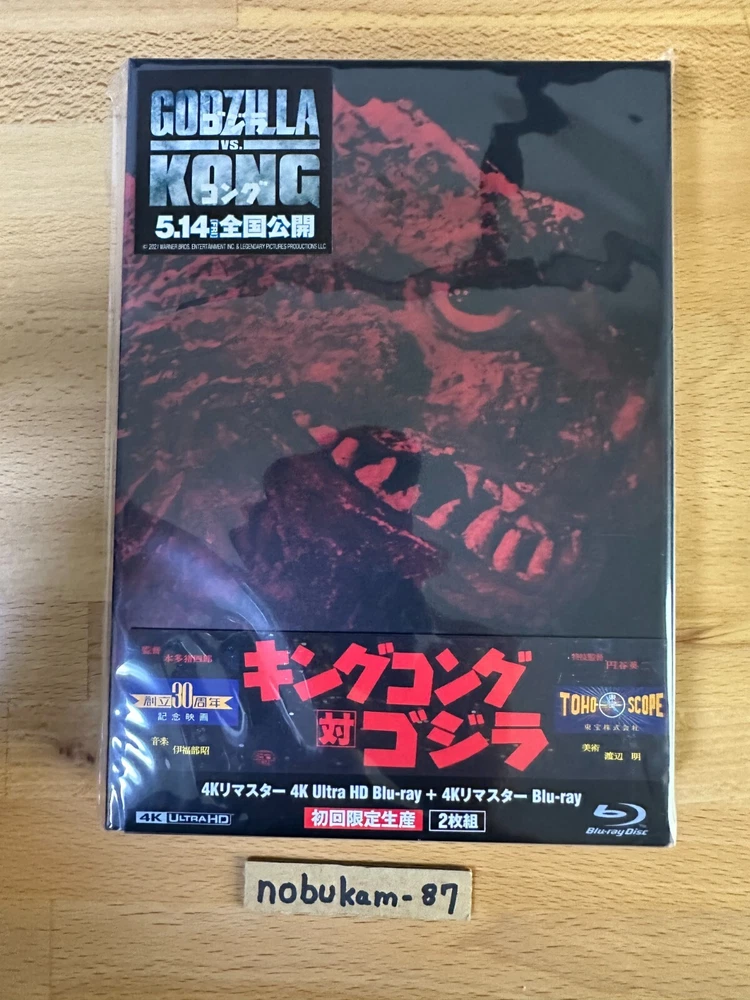 GODZILLA
ゴジラ
VS.
KONG
コング
5.14[FRI]全国公開
© 2021 WARNER BROS. ENTERTAINMENT INC. & LEGENDARY PICTURES PRODUCTIONS LLC
監督 本多猪四郎
特技監督 円谷英二
キングコング
対 ゴジラ
創立30周年
記念映画
TOHO SCOPE
東宝株式会社
音楽 伊福部昭
美術 渡辺 明
4Kリマスター 4K Ultra HD Blu-ray + 4Kリマスター Blu-ray
4K ULTRA HD
初回限定生産
2枚組
Blu-ray Disc
nobukam-87